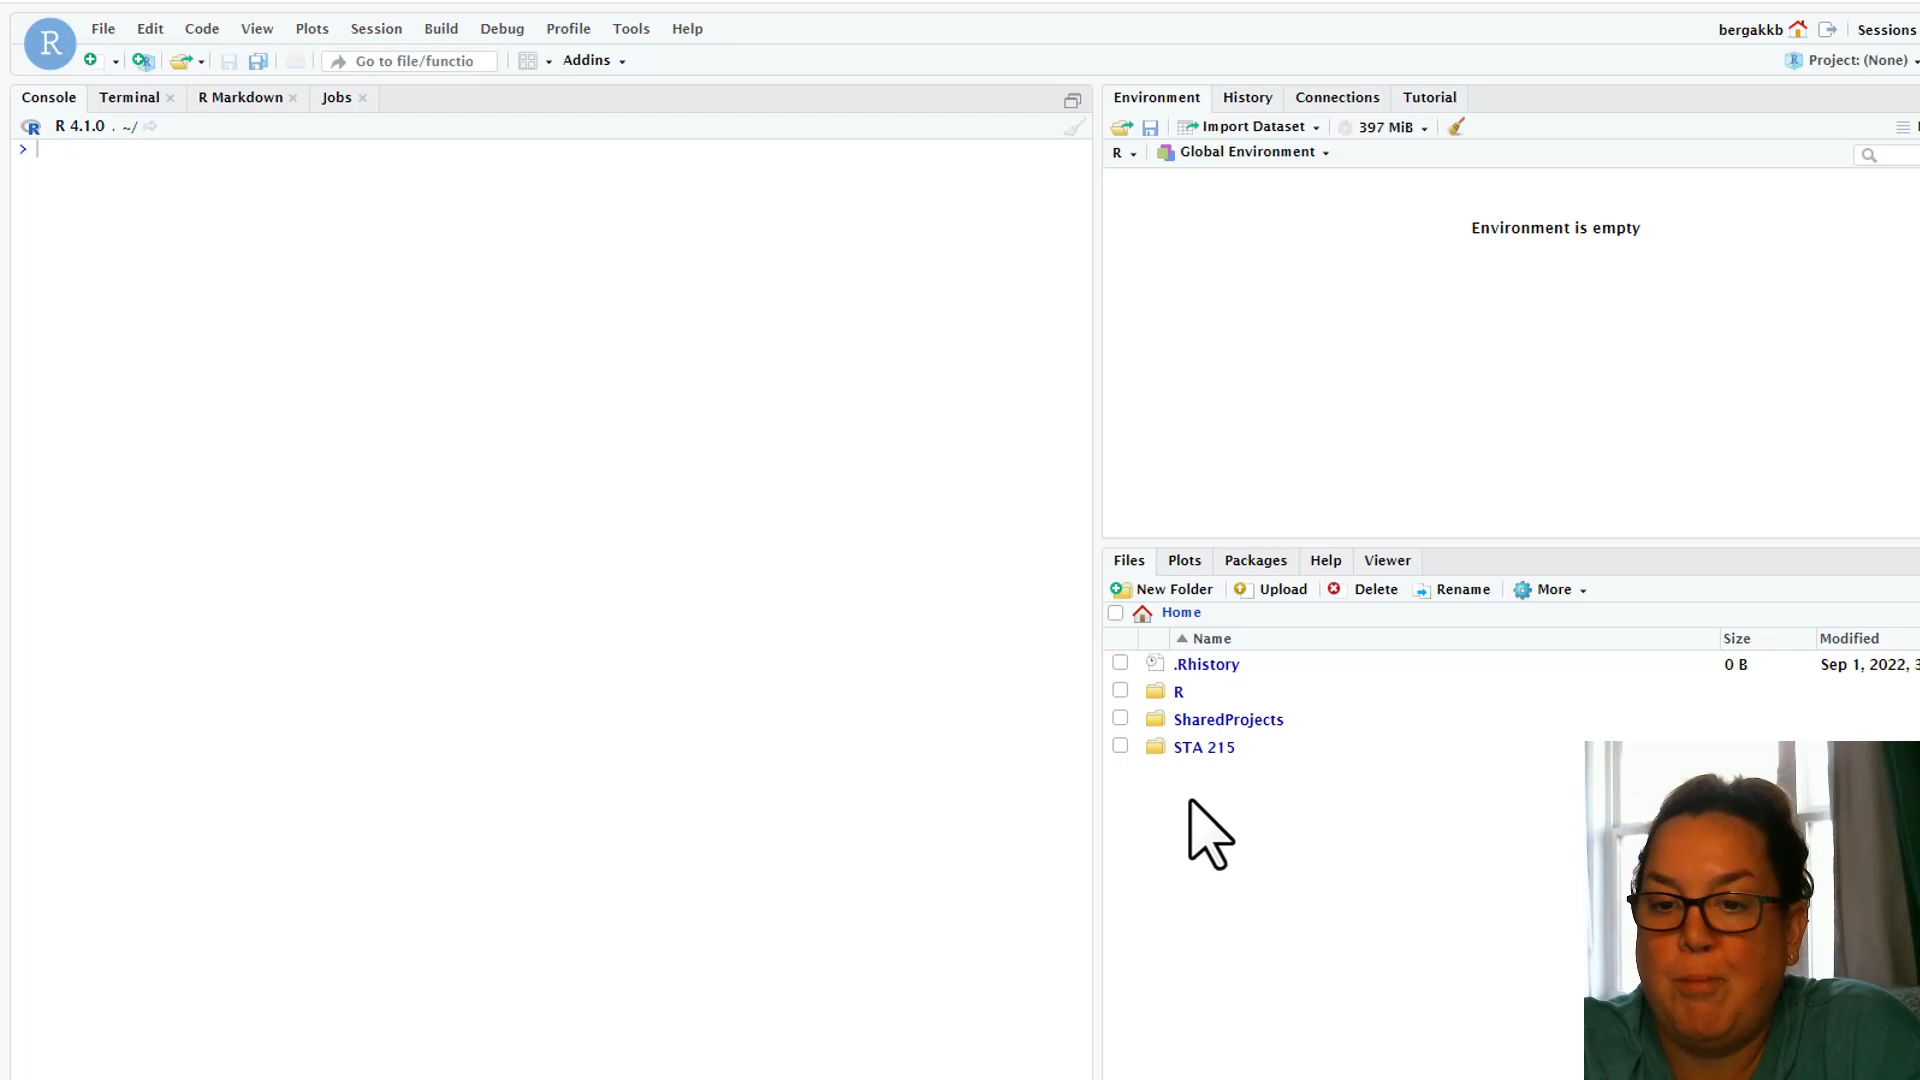 R File Edit Code View Plots Session Build Debug Profile Tools Help bergakkb Sessions
R Go to file/functio Addins R Project: (None)
Console Terminal R Markdown Jobs
R R 4.1.0 . ~/
>
Environment History Connections Tutorial
Import Dataset 397 MiB
R Global Environment
Environment is empty
Files Plots Packages Help Viewer
New Folder Upload Delete Rename More
Home
Name Size Modified
.Rhistory 0 B Sep 1, 2022, 3
R
SharedProjects
STA 215